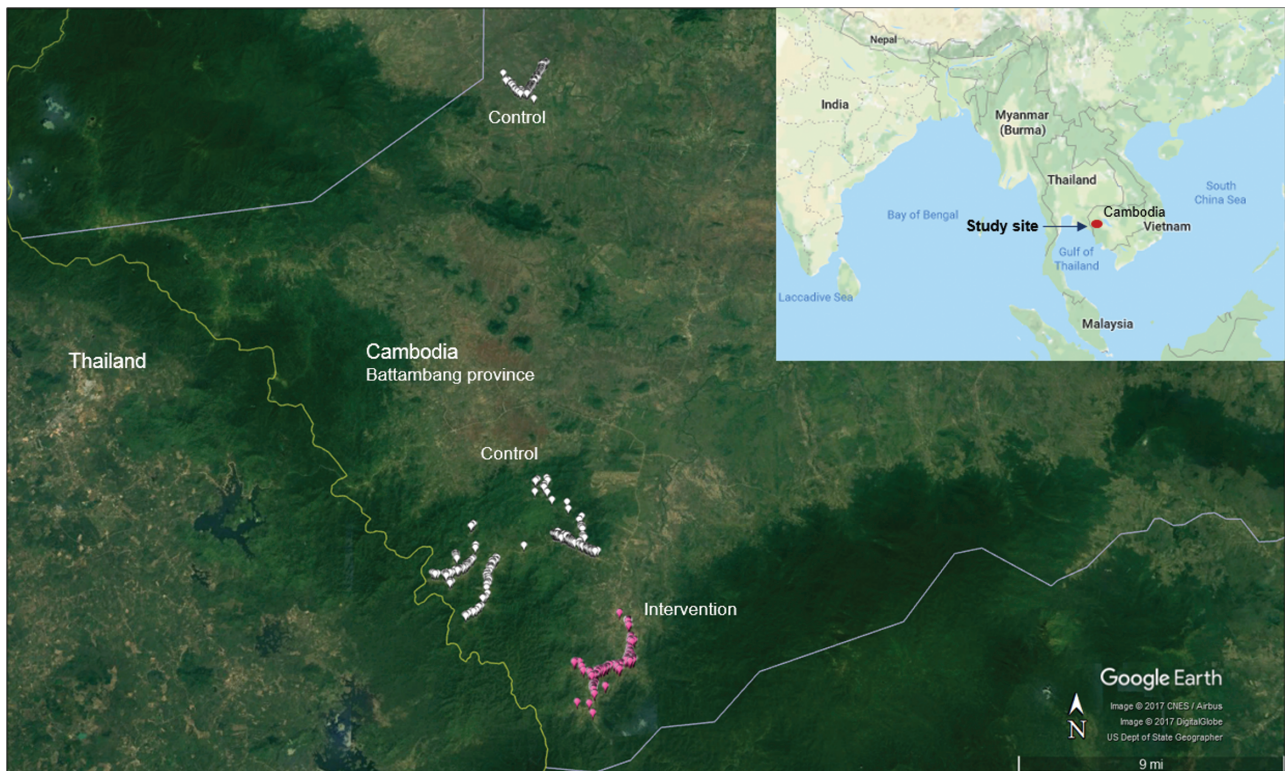 Control
Thailand
Cambodia
Battambang province
Control
Intervention
Nepal
India
Myanmar
(Burma)
Thailand
South
China Sea
Bay of Bengal
Cambodia
Study site
Vietnam
Gulf of
Thailand
Laccadive Sea
Malaysia
Google Earth
Image © 2017 CNES / Airbus
Image © 2017 DigitalGlobe
US Dept of State Geographer
N
9 mi